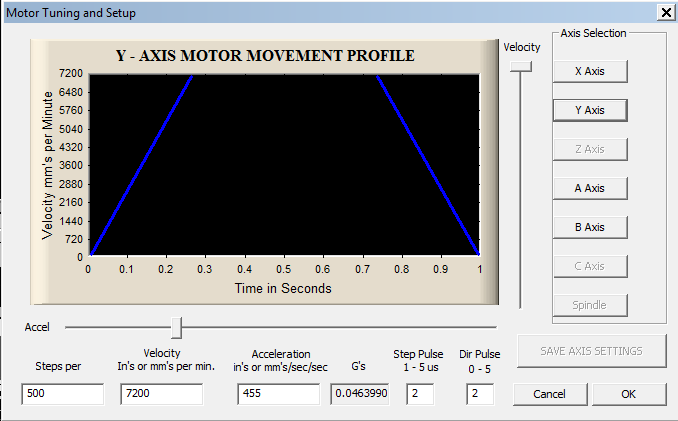 Motor Tuning and Setup
Y - AXIS MOTOR MOVEMENT PROFILE
Velocity mm's per Minute
7200
6480
5760
5040
4320
3600
2880
2160
1440
720
0
0 0.1 0.2 0.3 0.4 0.5 0.6 0.7 0.8 0.9 1
Time in Seconds
Velocity
Axis Selection
X Axis
Y Axis
Z Axis
A Axis
B Axis
C Axis
Spindle
Accel
Steps per
500
Velocity
In's or mm's per min.
7200
Acceleration
in's or mm's/sec/sec
455
G's
0.0463990
Step Pulse
1 - 5 us
2
Dir Pulse
0 - 5
2
SAVE AXIS SETTINGS
Cancel
OK